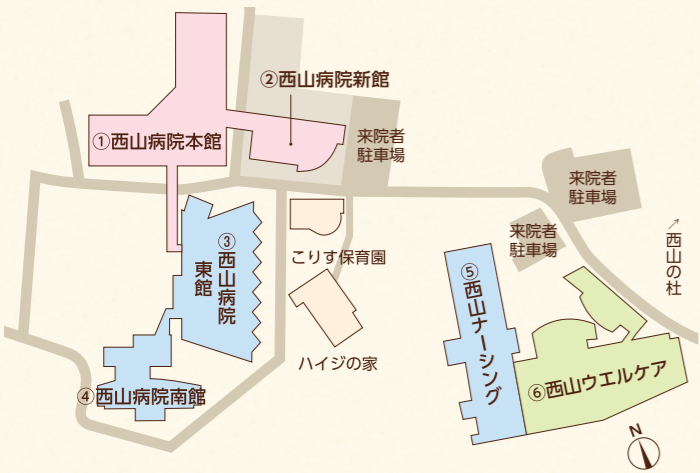 ②西山病院新館
①西山病院本館
来院者
駐車場
来院者
駐車場
来院者
駐車場
↗西山の杜
③西山病院
東館
こりす保育園
ハイジの家
④西山病院南館
⑤西山ナーシング
⑥西山ウエルケア
N